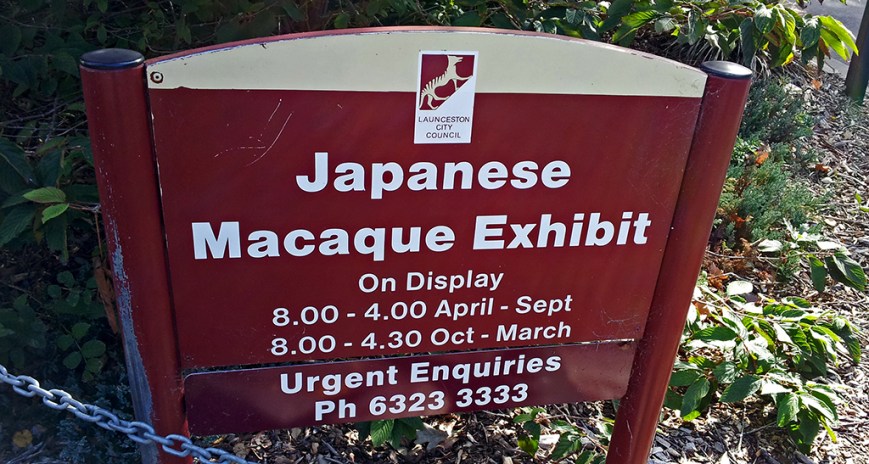 LAUNCESTON
CITY
COUNCIL
Japanese
Macaque Exhibit
On Display
8.00 - 4.00 April - Sept
8.00 - 4.30 Oct - March
Urgent Enquiries
Ph 6323 3333